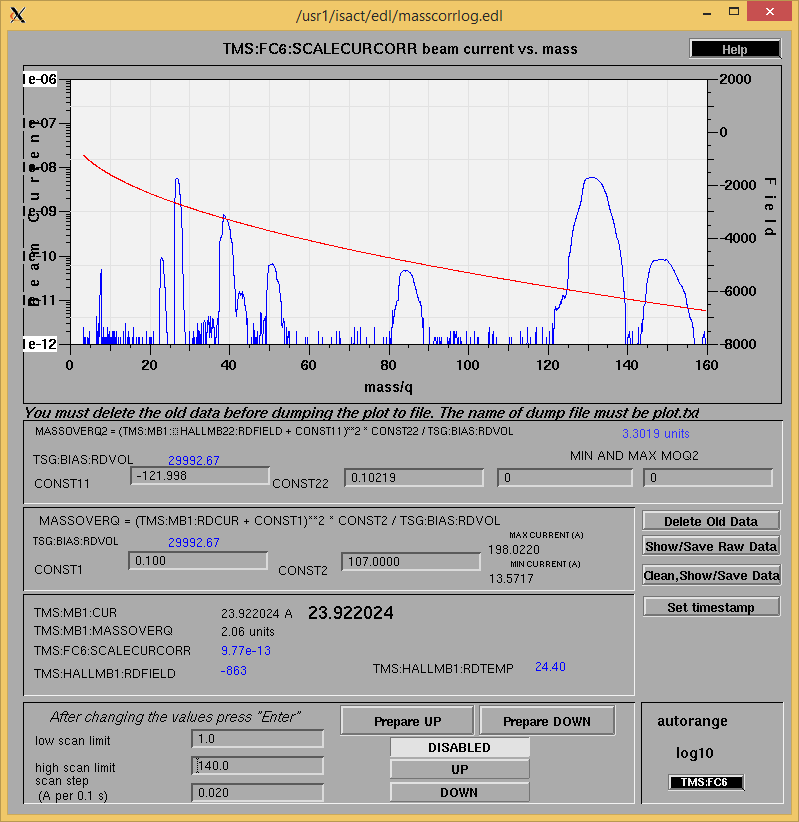 /usr1/isact/edl/masscorrlog.edl
TMS:FC6:SCALECURCORR beam current vs. mass
Help
1e-06
1e-07
1e-08
1e-09
1e-10
1e-11
1e-12
Beam Current
2000
0
-2000
-4000
-6000
-8000
Field
0 20 40 60 80 100 120 140 160
mass/q
You must delete the old data before dumping the plot to file. The name of dump file must be plot.txt
MASSOVERQ2 = (TMS:MB1: HALLMB22:RDFIELD + CONST11)**2 * CONST22 / TSG:BIAS:RDVOL
3.3019 units
TSG:BIAS:RDVOL 29992.67
MIN AND MAX MOQ2
CONST11 -121.998 CONST22 0.10219 0 0
MASSOVERQ = (TMS:MB1:RDCUR + CONST1)**2 * CONST2 / TSG:BIAS:RDVOL
TSG:BIAS:RDVOL 29992.67
MAX CURRENT (A)
198.0220
CONST1 0.100 CONST2 107.0000
MIN CURRENT (A)
13.5717
Delete Old Data
Show/Save Raw Data
Clean,Show/Save Data
Set timestamp
TMS:MB1:CUR 23.922024 A 23.922024
TMS:MB1:MASSOVERQ 2.06 units
TMS:FC6:SCALECURCORR 9.77e-13
TMS:HALLMB1:RDFIELD -863
TMS:HALLMB1:RDTEMP 24.40
After changing the values press "Enter"
low scan limit 1.0
high scan limit 140.0
scan step
(A per 0.1 s) 0.020
Prepare UP
Prepare DOWN
DISABLED
UP
DOWN
autorange
log10
TMS:FC6